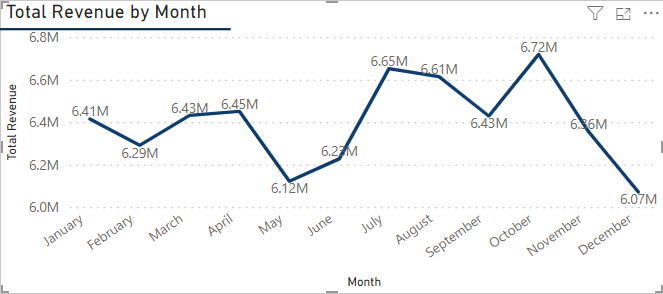 Total Revenue by Month
6.8M
6.6M
6.4M
6.2M
6.0M
Total Revenue
6.41M
6.29M
6.43M
6.45M
6.12M
6.23M
6.65M
6.61M
6.43M
6.72M
6.36M
6.07M
January
February
March
April
May
June
July
August
September
October
November
December
Month